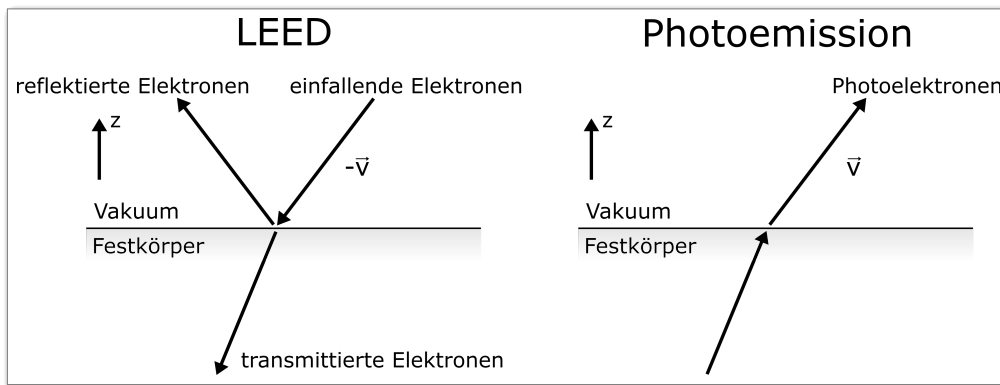 LEED
reflektierte Elektronen
einfallende Elektronen
z
-v⃗
Vakuum
Festkörper
transmittierte Elektronen
Photoemission
Photoelektronen
z
v⃗
Vakuum
Festkörper